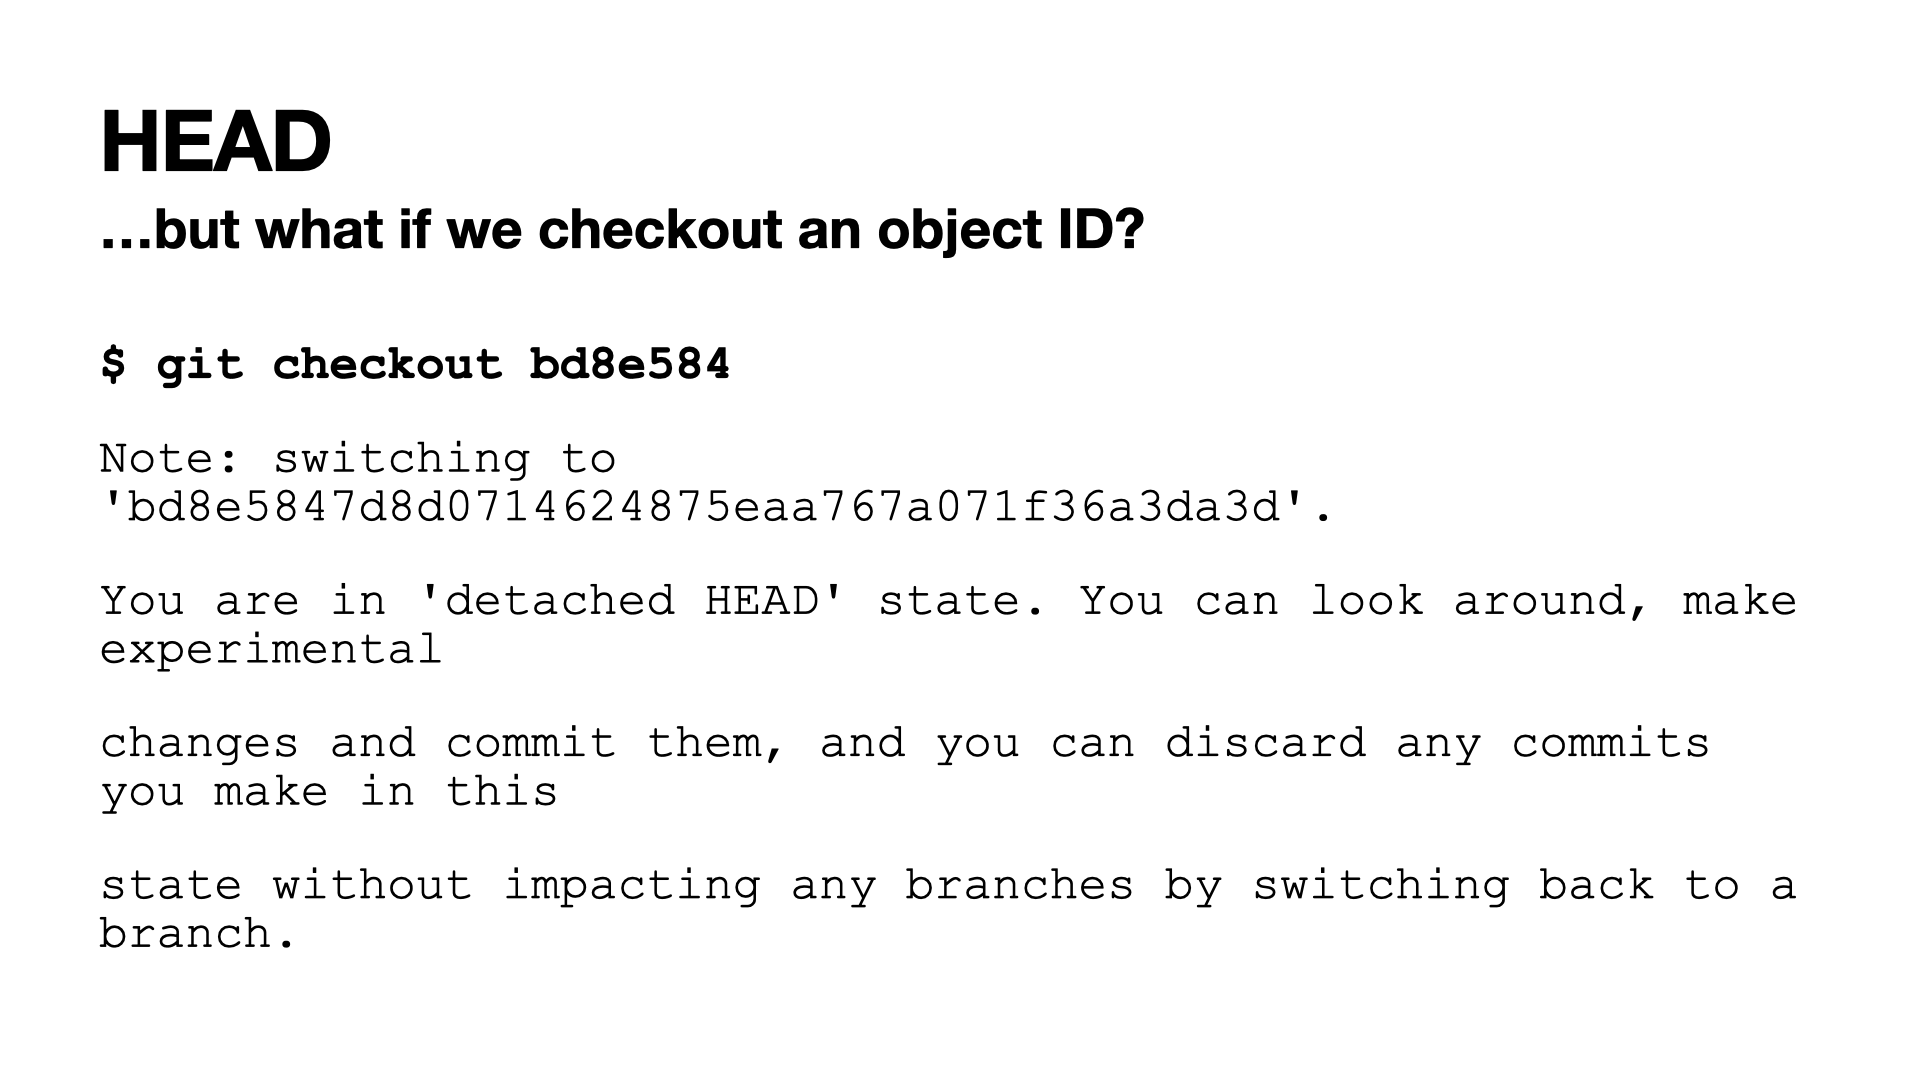 HEAD
…but what if we checkout an object ID?
$ git checkout bd8e584
Note: switching to
'bd8e5847d8d0714624875eaa767a071f36a3da3d'.
You are in 'detached HEAD' state. You can look around, make
experimental
changes and commit them, and you can discard any commits
you make in this
state without impacting any branches by switching back to a
branch.